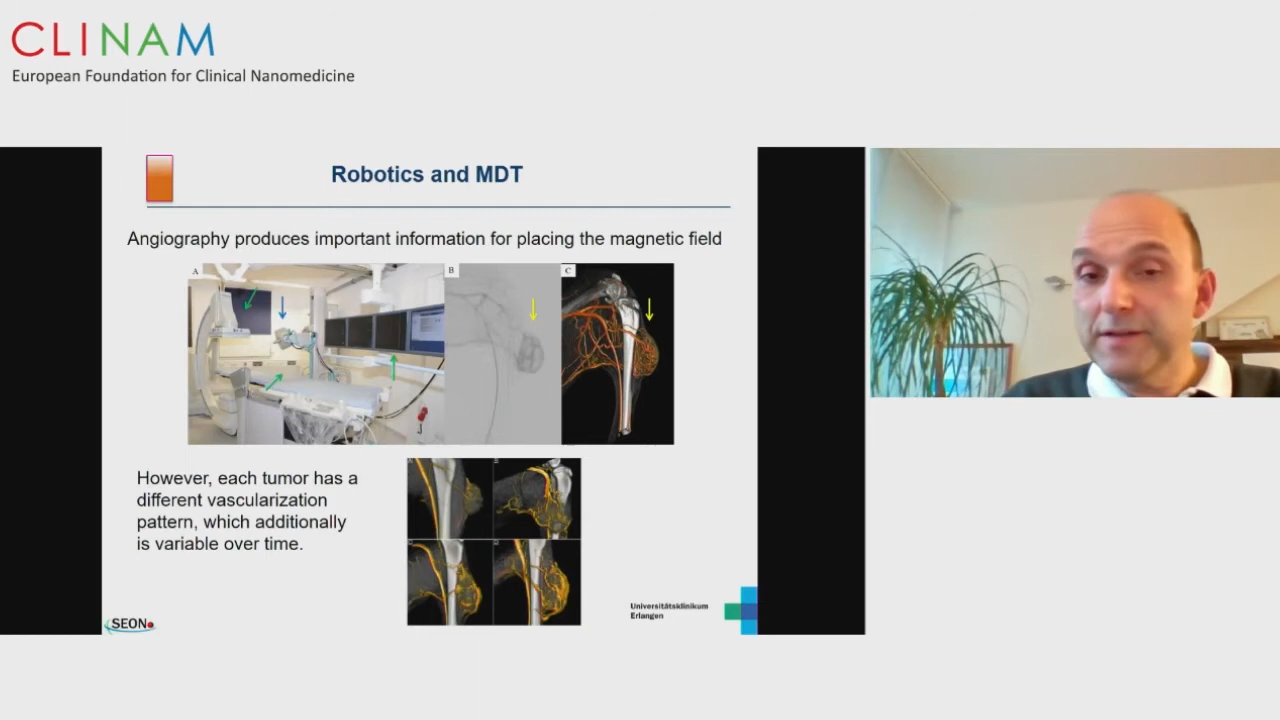 CLINAM
European Foundation for Clinical Nanomedicine
Robotics and MDT
Angiography produces important information for placing the magnetic field
A
B
C
However, each tumor has a
different vascularization
pattern, which additionally
is variable over time.
SEON
Universitätsklinikum
Erlangen